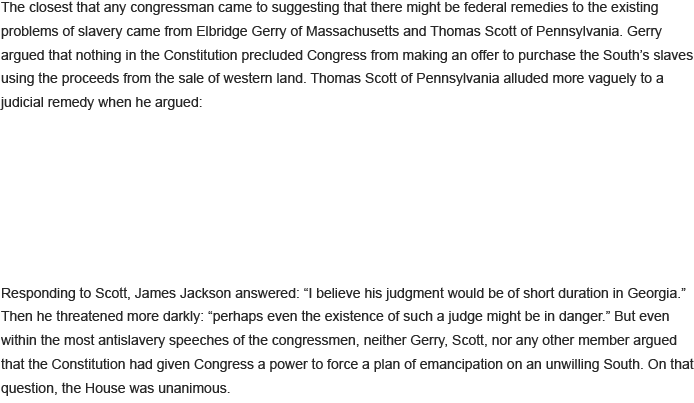 The closest that any congressman came to suggesting that there might be federal remedies to the existing
problems of slavery came from Elbridge Gerry of Massachusetts and Thomas Scott of Pennsylvania. Gerry
argued that nothing in the Constitution precluded Congress from making an offer to purchase the South’s slaves
using the proceeds from the sale of western land. Thomas Scott of Pennsylvania alluded more vaguely to a
judicial remedy when he argued:
Responding to Scott, James Jackson answered: “I believe his judgment would be of short duration in Georgia.”
Then he threatened more darkly: “perhaps even the existence of such a judge might be in danger.” But even
within the most antislavery speeches of the congressmen, neither Gerry, Scott, nor any other member argued
that the Constitution had given Congress a power to force a plan of emancipation on an unwilling South. On that
question, the House was unanimous.